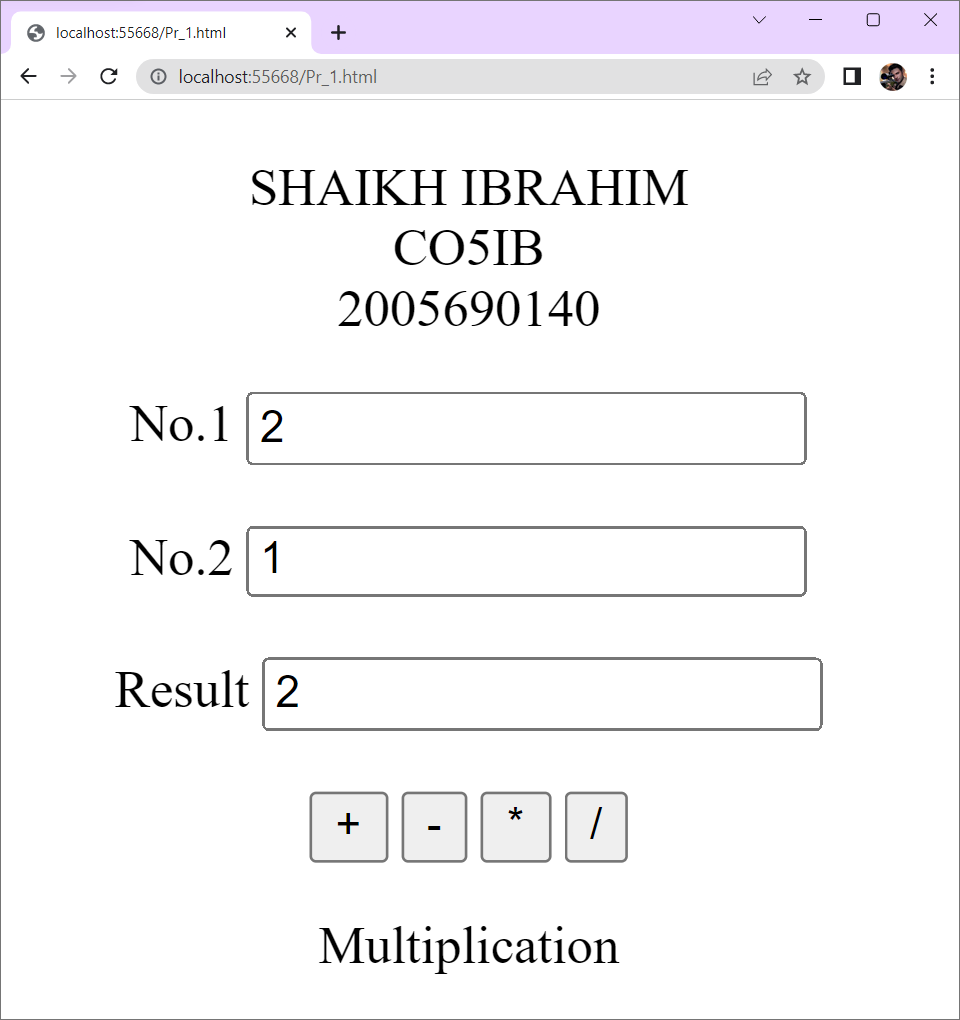 localhost:55668/Pr_1.html
localhost:55668/Pr_1.html
SHAIKH IBRAHIM
CO5IB
2005690140
No.1 2
No.2 1
Result 2
+ - * /
Multiplication